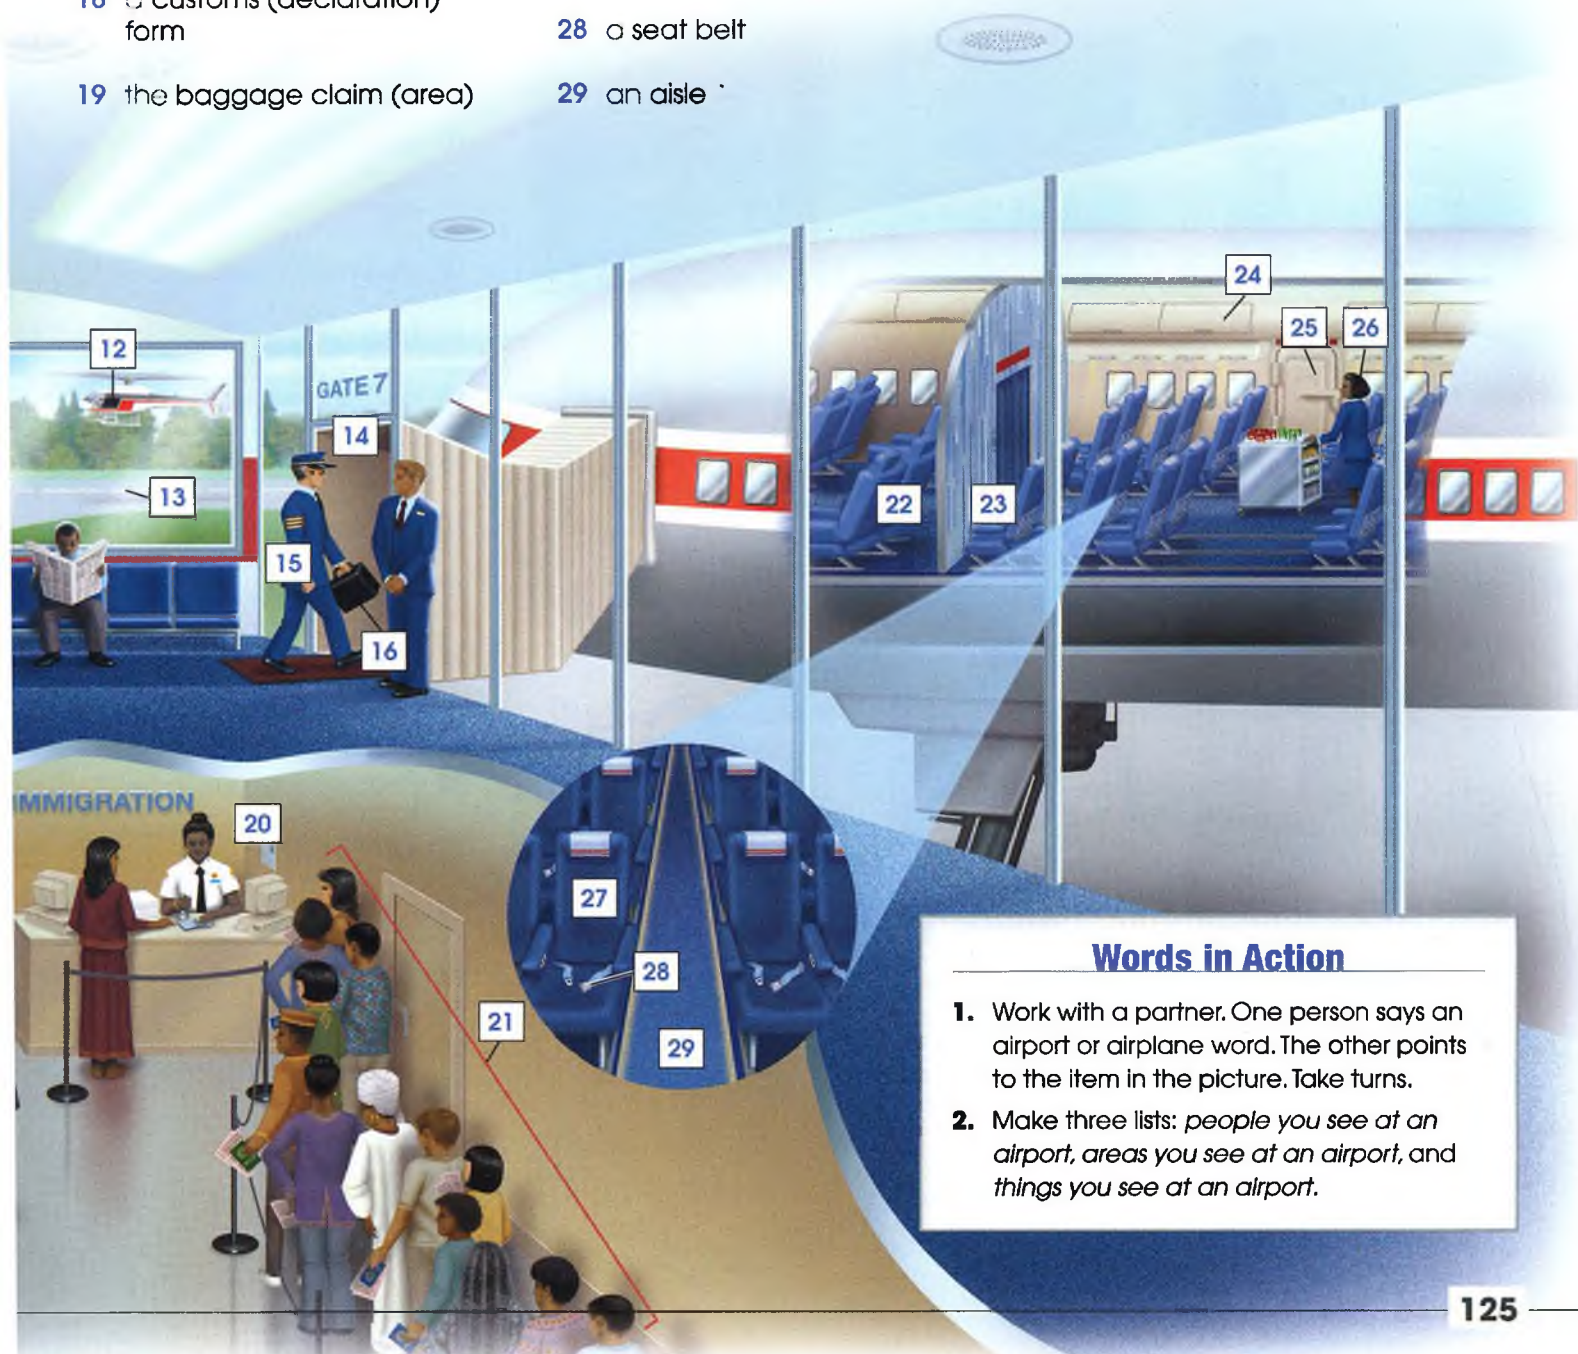 18 a customs (declaration)
form
19 the baggage claim (area)
28 a seat belt
29 an aisle
24
25 26
12
GATE 7
14
13
22 23
15
16
IMMIGRATION
20
27
28
21
29
Words in Action
1. Work with a partner. One person says an
airport or airplane word. The other points
to the item in the picture. Take turns.
2. Make three lists: people you see at an
airport, areas you see at an airport, and
things you see at an airport.
125